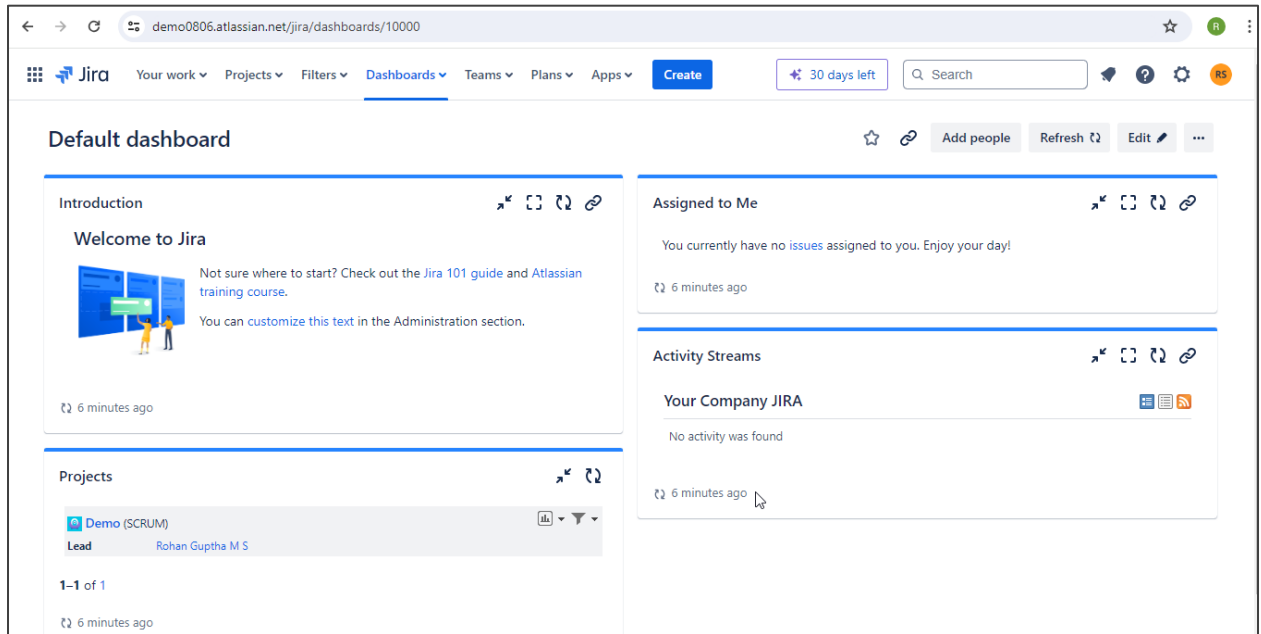 demo0806.atlassian.net/jira/dashboards/10000
R
Jira Your work Projects Filters Dashboards Teams Plans Apps Create 30 days left Search RS
Default dashboard
Add people Refresh Edit
Introduction
Welcome to Jira
Not sure where to start? Check out the Jira 101 guide and Atlassian
training course.
You can customize this text in the Administration section.
6 minutes ago
Projects
Demo (SCRUM)
Lead Rohan Guptha M S
1–1 of 1
6 minutes ago
Assigned to Me
You currently have no issues assigned to you. Enjoy your day!
6 minutes ago
Activity Streams
Your Company JIRA
No activity was found
6 minutes ago